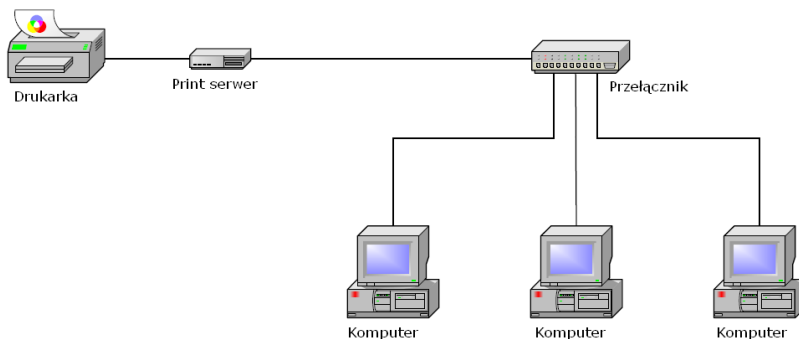 Drukarka
Print serwer
Przełącznik
Komputer
Komputer
Komputer